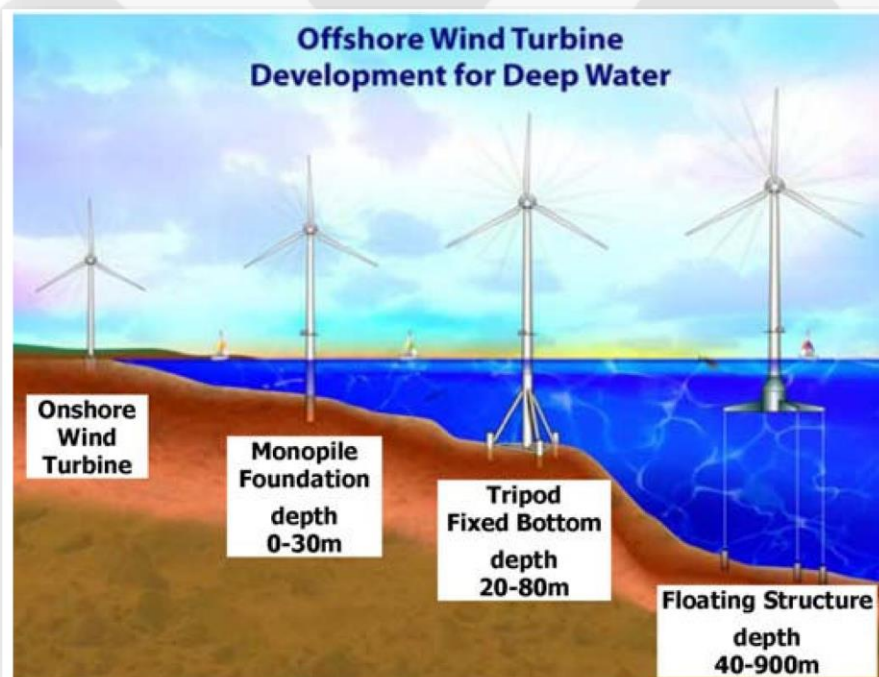 Offshore Wind Turbine
Development for Deep Water
Onshore
Wind
Turbine
Monopile
Foundation
depth
0-30m
Tripod
Fixed Bottom
depth
20-80m
Floating Structure
depth
40-900m